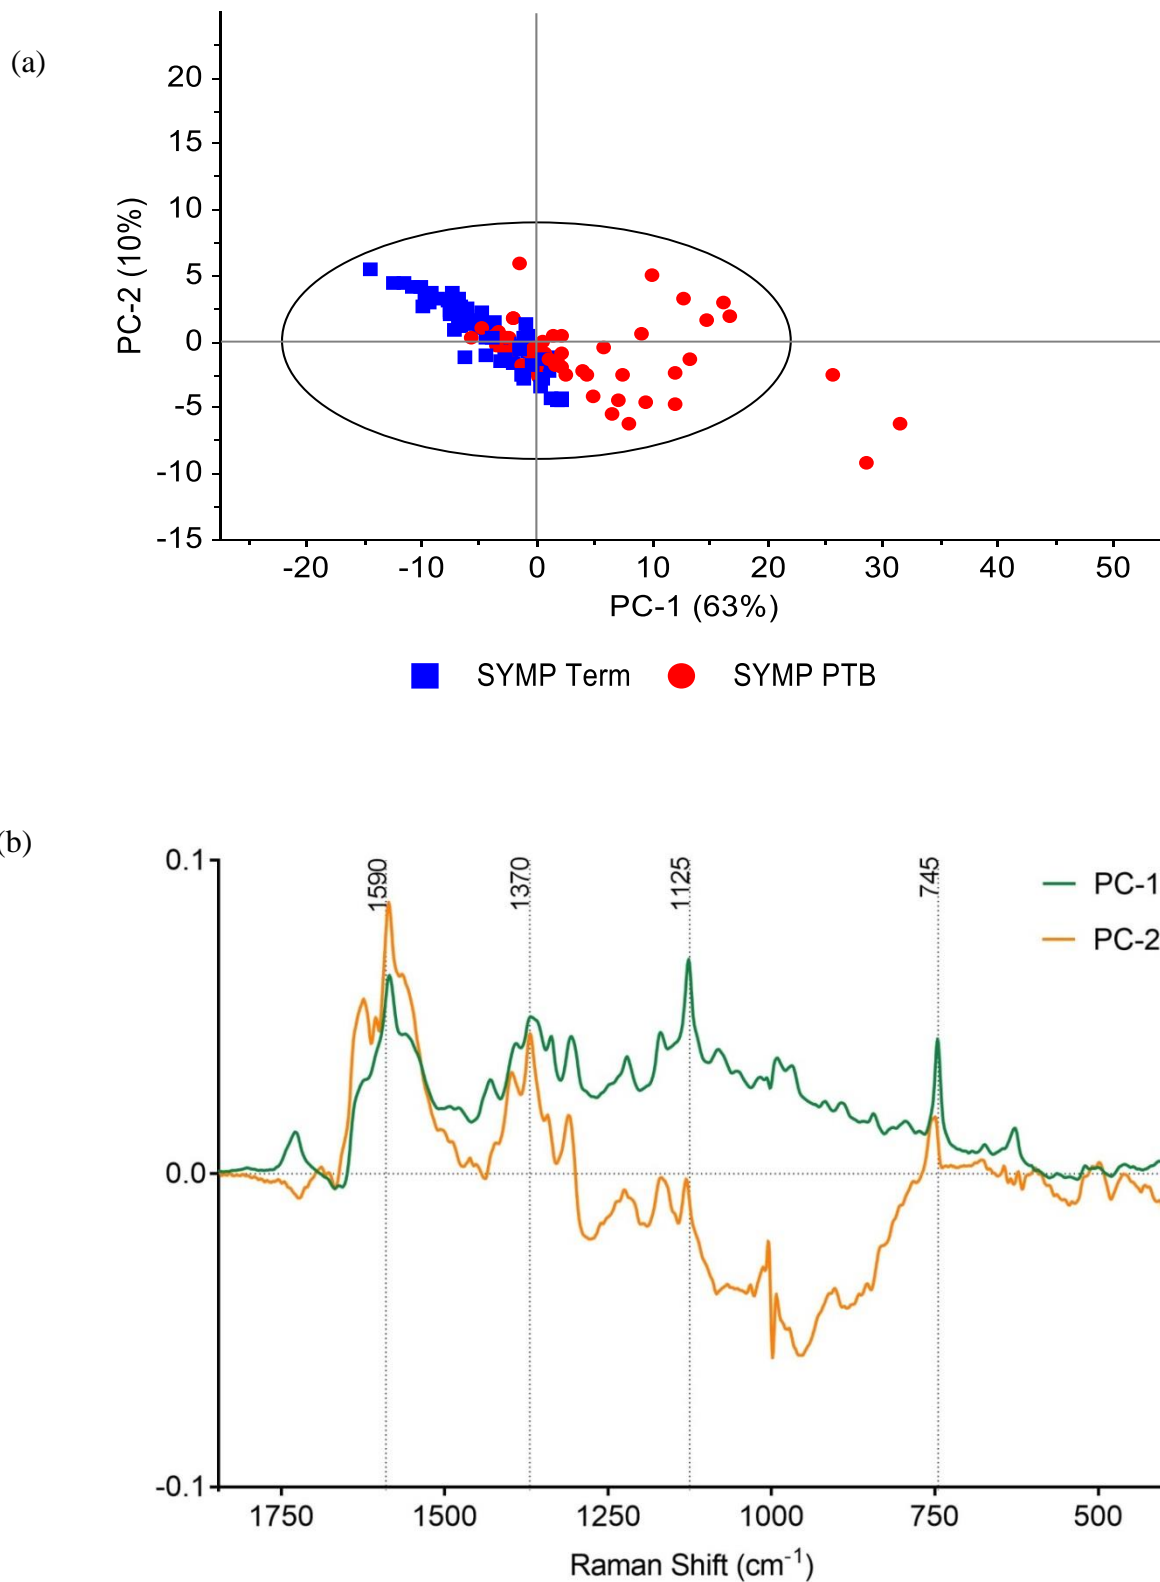 (a)
20
15
10
5
0
-5
-10
-15
PC-2 (10%)
-20 -10 0 10 20 30 40 50
PC-1 (63%)
SYMP Term SYMP PTB
(b)
0.1
0.0
-0.1
1590 1370 1125 745
PC-1
PC-2
1750 1500 1250 1000 750 500
Raman Shift (cm⁻¹)